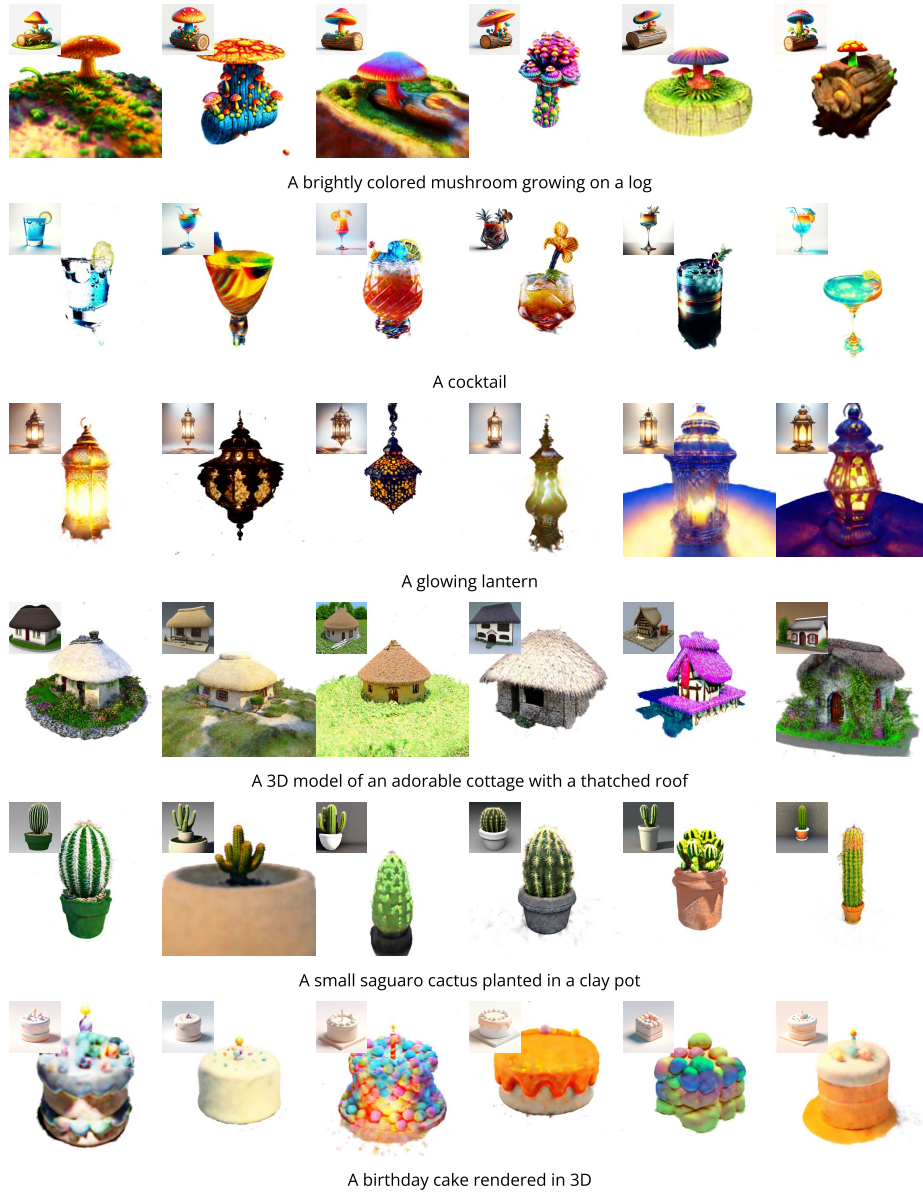 A brightly colored mushroom growing on a log
A cocktail
A glowing lantern
A 3D model of an adorable cottage with a thatched roof
A small saguaro cactus planted in a clay pot
A birthday cake rendered in 3D